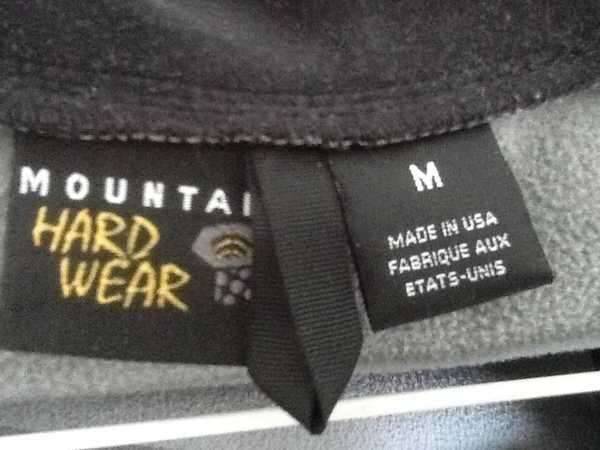 MOUNTAI
HARD
WEAR
M
MADE IN USA
FABRIQUE AUX
ETATS-UNIS